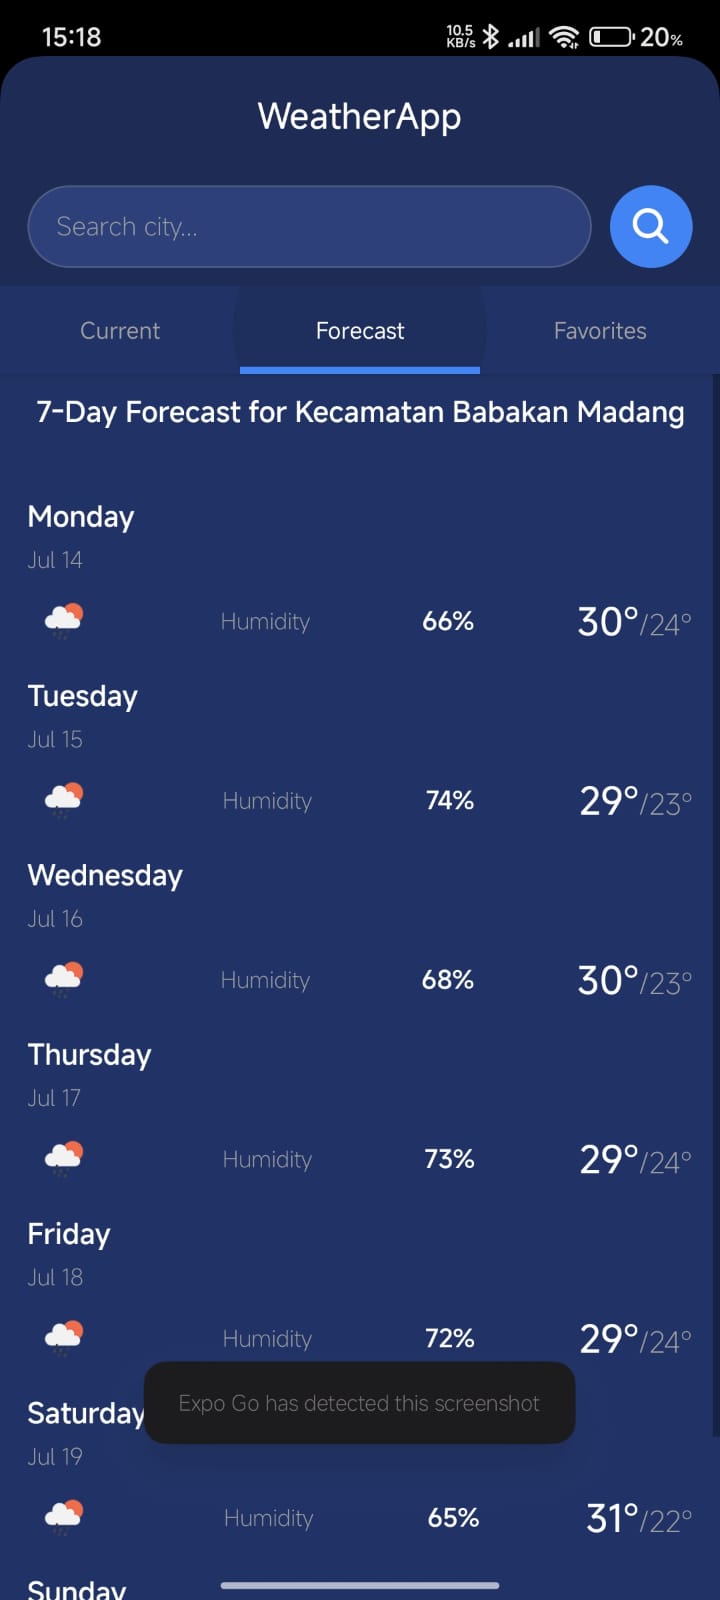 15:18
10.5 KB/s
20%
WeatherApp
Search city...
Current Forecast Favorites
7-Day Forecast for Kecamatan Babakan Madang
Monday
Jul 14
Humidity 66% 30°/24°
Tuesday
Jul 15
Humidity 74% 29°/23°
Wednesday
Jul 16
Humidity 68% 30°/23°
Thursday
Jul 17
Humidity 73% 29°/24°
Friday
Jul 18
Humidity 72% 29°/24°
Expo Go has detected this screenshot
Saturday
Jul 19
Humidity 65% 31°/22°
Sunday